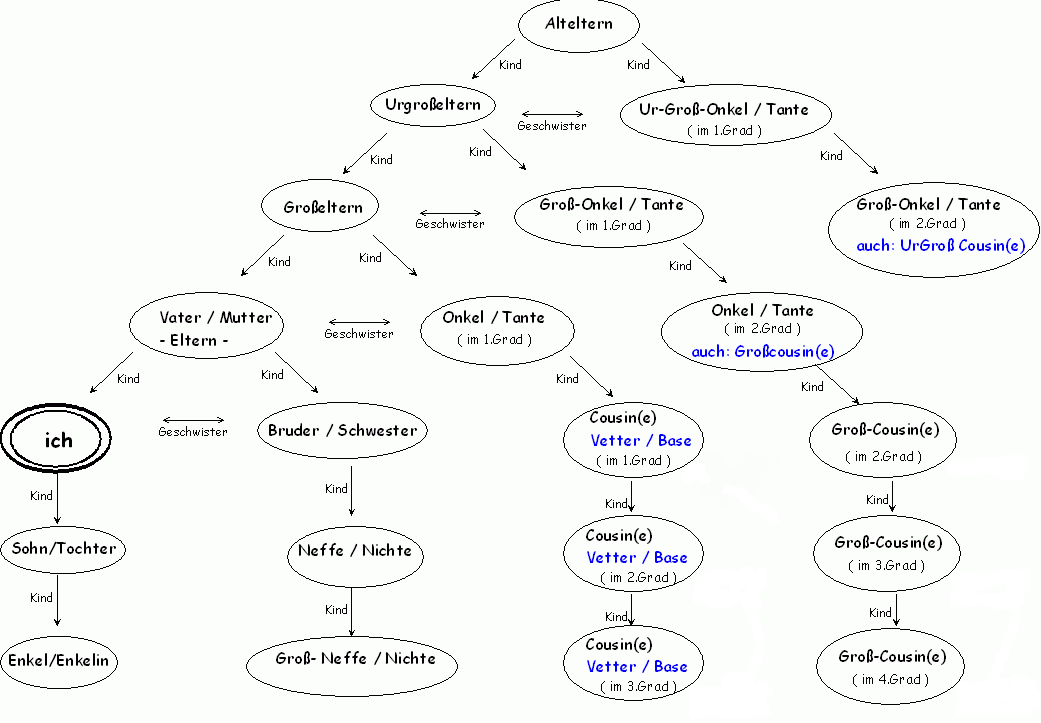 Alteltern
Kind
Kind
Urgroßeltern
Geschwister
Ur-Groß-Onkel / Tante
( im 1.Grad )
Kind
Kind
Kind
Großeltern
Geschwister
Groß-Onkel / Tante
( im 1.Grad )
Groß-Onkel / Tante
( im 2.Grad )
auch: UrGroß Cousin(e)
Kind
Kind
Kind
Vater / Mutter
- Eltern -
Geschwister
Onkel / Tante
( im 1.Grad )
Onkel / Tante
( im 2.Grad )
auch: Großcousin(e)
Kind
Kind
Kind
Kind
ich
Geschwister
Bruder / Schwester
Cousin(e)
Vetter / Base
( im 1.Grad )
Groß-Cousin(e)
( im 2.Grad )
Kind
Kind
Kind
Kind
Sohn/Tochter
Neffe / Nichte
Cousin(e)
Vetter / Base
( im 2.Grad )
Groß-Cousin(e)
( im 3.Grad )
Kind
Kind
Kind
Kind
Enkel/Enkelin
Groß- Neffe / Nichte
Cousin(e)
Vetter / Base
( im 3.Grad )
Groß-Cousin(e)
( im 4.Grad )